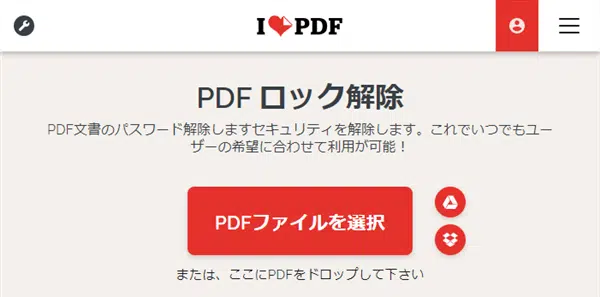 I PDF
PDF ロック解除
PDF文書のパスワード解除しますセキュリティを解除します。これでいつでもユー
ザーの希望に合わせて利用が可能！
PDFファイルを選択
または、ここにPDFをドロップして下さい